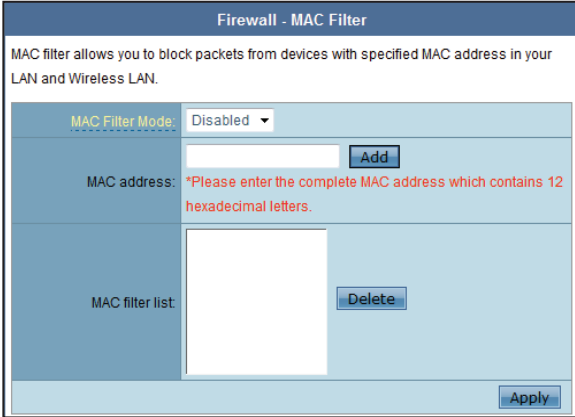 Firewall - MAC Filter
MAC filter allows you to block packets from devices with specified MAC address in your
LAN and Wireless LAN.
MAC Filter Mode: Disabled
Add
MAC address: *Please enter the complete MAC address which contains 12
hexadecimal letters.
MAC filter list: Delete
Apply